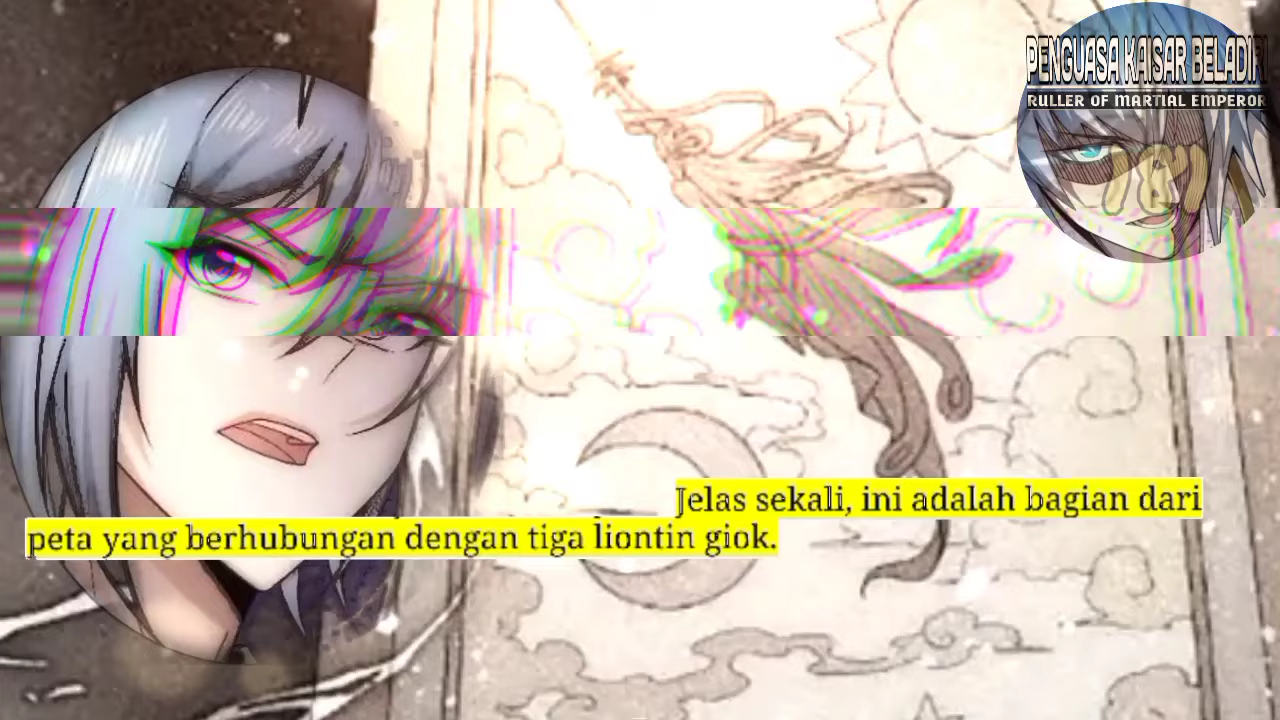 PENGUASA KAISAR BELADIRI
RULLER OF MARTIAL EMPEROR
Jelas sekali, ini adalah bagian dari
peta yang berhubungan dengan tiga liontin giok.